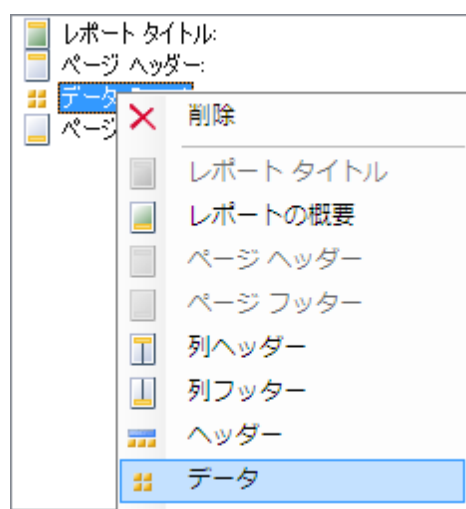 レポート タイトル:
ページ ヘッダー:
データ
ページ
削除
レポート タイトル
レポートの概要
ページ ヘッダー
ページ フッター
列ヘッダー
列フッター
ヘッダー
データ